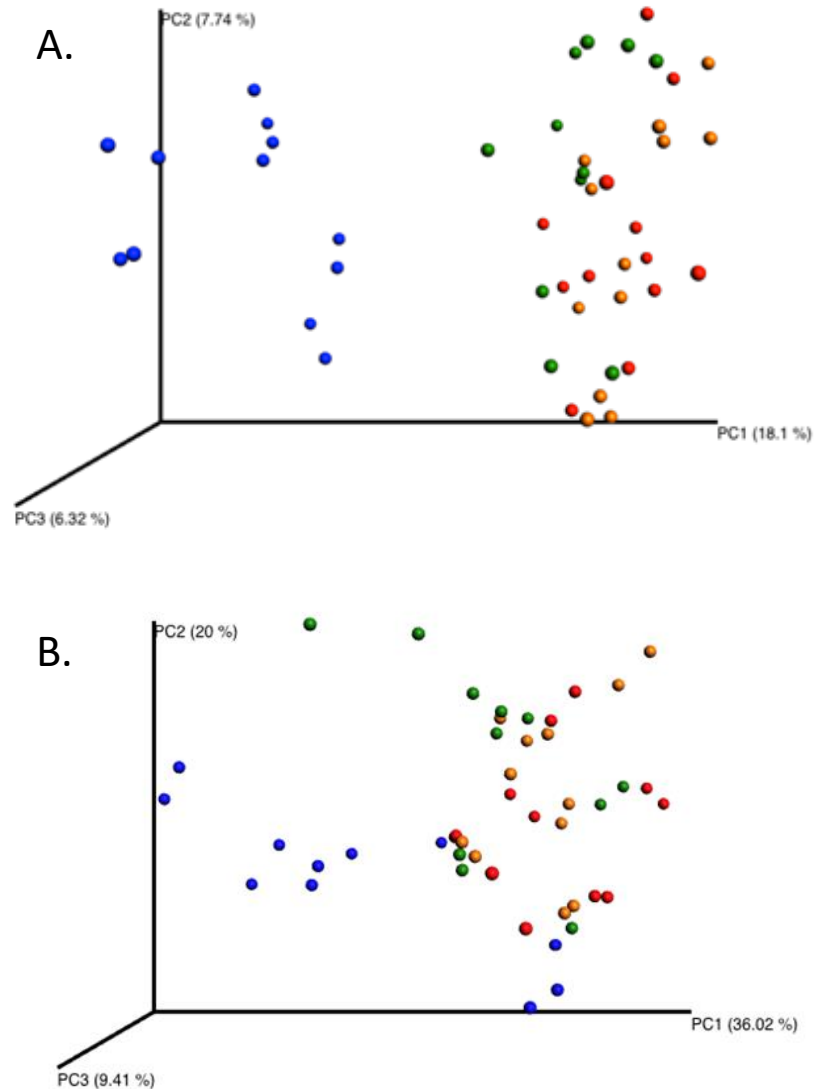 A.
PC2 (7.74 %)
PC1 (18.1 %)
PC3 (6.32 %)
B.
PC2 (20 %)
PC1 (36.02 %)
PC3 (9.41 %)